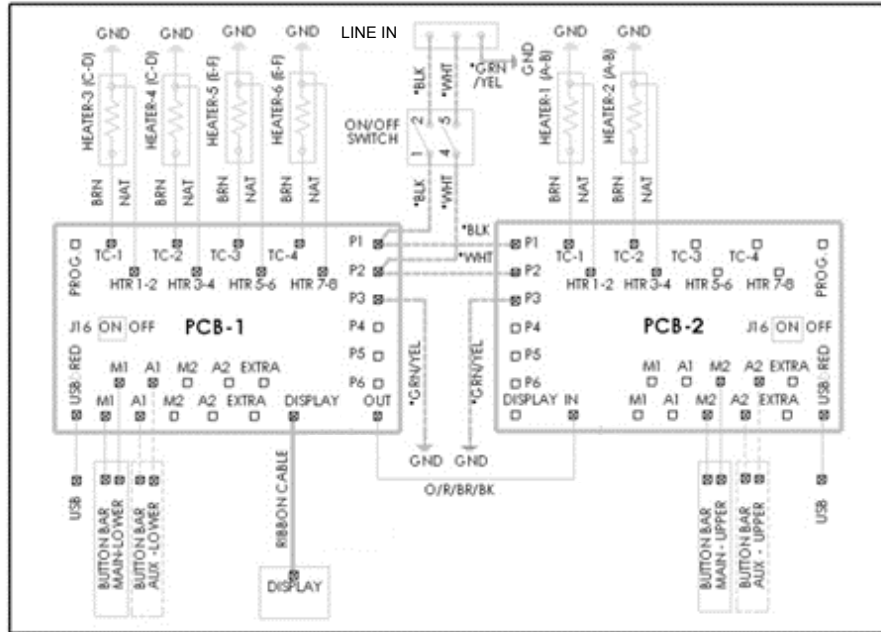 GND
GND
GND
GND
LINE IN
GND
GND
HEATER-3 (C-D)
HEATER-4 (C-D)
HEATER-5 (E-F)
HEATER-6 (E-F)
*BLK
*WHT
*GRN
/YEL
GND
HEATER-1 (A-B)
HEATER-2 (A-B)
ON/OFF
SWITCH
2
5
1
4
BRN
NAT
BRN
NAT
BRN
NAT
BRN
NAT
*BLK
*WHT
BRN
NAT
BRN
NAT
PROG.
TC-1
TC-2
TC-3
TC-4
P1
*BLK
P1
TC-1
TC-2
TC-3
TC-4
PROG.
HTR 1-2
HTR 3-4
HTR 5-6
HTR 7-8
P2
*WHT
P2
HTR 1-2
HTR 3-4
HTR 5-6
HTR 7-8
P3
P3
J16 ON OFF
PCB-1
P4
P4
PCB-2
J16 ON OFF
P5
P5
USB RED
M1
A1
M2
A2
EXTRA
P6
*GRN/YEL
*GRN/YEL
P6
M1
A1
M2
A2
EXTRA
USB RED
M1
A1
M2
A2
EXTRA
DISPLAY
OUT
DISPLAY IN
M1
A1
M2
A2
EXTRA
GND
GND
O/R/BR/BK
USB
BUTTON BAR
MAIN-LOWER
BUTTON BAR
AUX -LOWER
RIBBON CABLE
DISPLAY
BUTTON BAR
MAIN - UPPER
BUTTON BAR
AUX - UPPER
USB